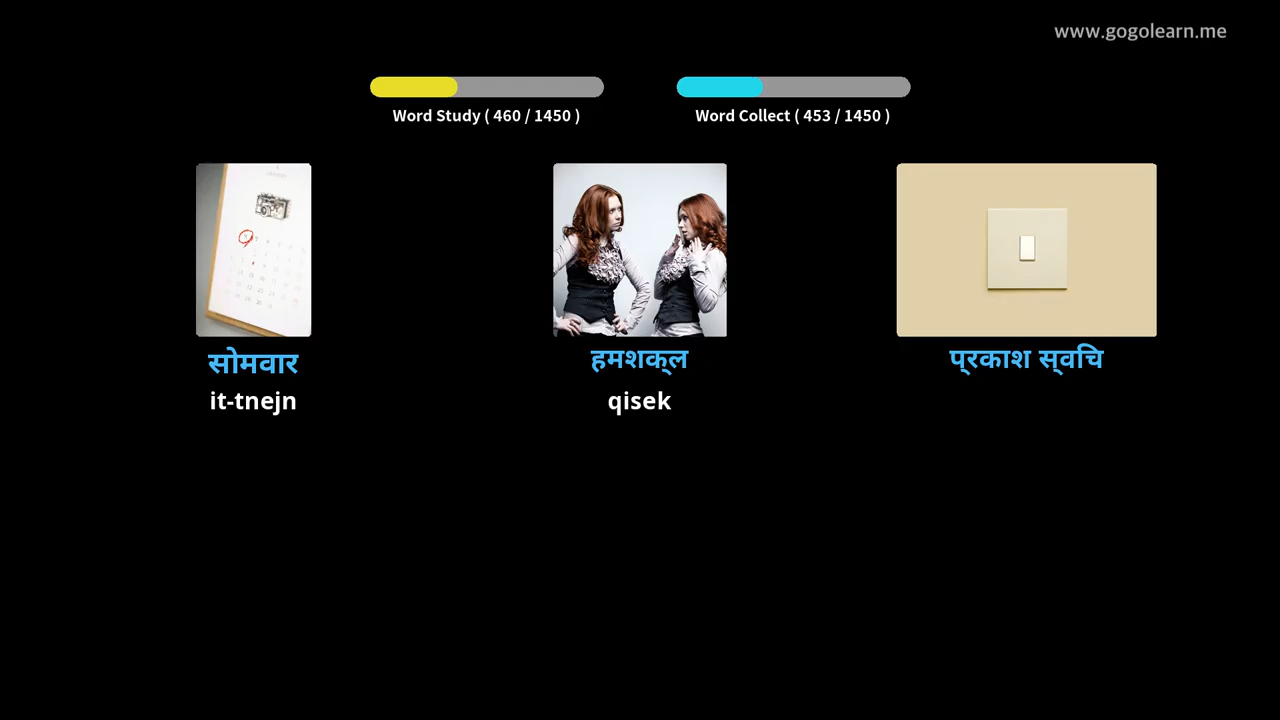 www.gogolearn.me
Word Study ( 460 / 1450 )
Word Collect ( 453 / 1450 )
सोमवार
हमशक्‌ल
प्‌रकाश स्‌वचि
it-tnejn
qisek